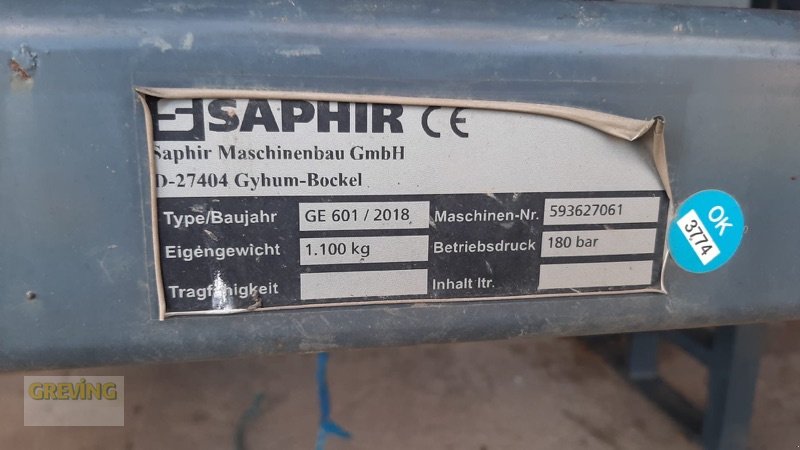 SAPHIR CE
Saphir Maschinenbau GmbH
D-27404 Gyhum-Bockel
Type/Baujahr GE 601 / 2018 Maschinen-Nr. 593627061
Eigengewicht 1.100 kg Betriebsdruck 180 bar
Tragfähigkeit Inhalt ltr.
OK
3774
GREVING